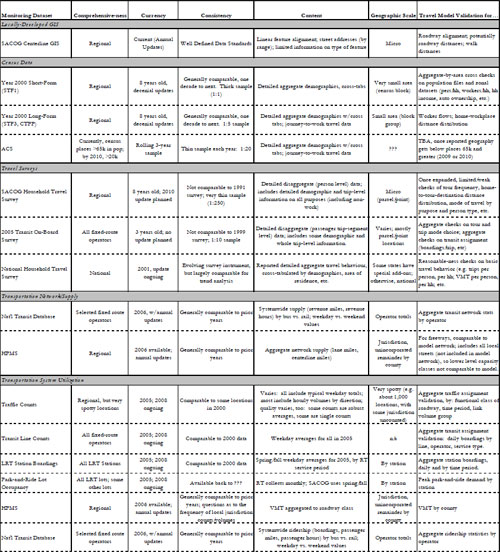 Monitoring Dataset
Comprehensive-ness
Currency
Consistency
Content
Geographic Scale
Travel Model Validation for...
Locally-Developed GIS
SACOG Centerline GIS
Regional
Current (Annual
Updates)
Well Defined Data Standards
Linear feature alignment; street addresses (by
range); limited information on type of feature
Micro
Roadway alignment; potentially
roadway distances; walk
distances
Census Data
Year 2000 Short-Form
(STF1)
Regional
8 years old,
decennial updates
Generally comparable, one
decade to next. Thick sample
(1:1)
Detailed aggregate demographics, cross-tabs
Very small area
(census block)
Aggregate-by-area cross checks
on population files and zonal
datasets (pers/hh, workers/hh, hh
income, auto ownership, etc.)
Year 2000 Long-Form
(STF3, CTPP)
Regional
8 years old,
decennial updates
Generally comparable, one
decade to next. 1:5 sample
Detailed aggregate demographics w/cross-
tabs; journey-to-work travel data
Small area (block
group)
Worker flows; home-workplace
distance distribution
ACS
Currently, census
places >65k in pop;
by 2010, >20k
Rolling 3-year
sample
Thin sample each year: 1:20
Detailed aggregate demographics w/cross-
tabs; journey-to-work travel data
???
TBA, once reported geography
gets below places 65k and
greater (2009 or 2010)
Travel Surveys
SACOG Household Travel
Survey
Regional
8 years old; 2010
update planned
Not comparable to 1991
survey; very thin sample
(1:250)
Detailed disaggregate (person level) data;
includes detailed demographic and trip-level
information on all purposes (including non-
work)
Micro
(parcel/point)
Once expanded, limited/weak
checks of tour frequency, home-
to-tour-destination distance
distribution, mode of travel by
purpose and person type, etc.
2005 Transit On-Board
Survey
All fixed-route
operators
3 years old; no
update planned
Not comparable to 1999
survey; 1:10 sample
Detailed disaggregate (passenger trip-segment
level) data; includes some demographic and
whole trip-level information
Varies; mostly
parcel/point
locations
Aggregate checks on tour and
trip mode choice; aggregate
checks on transit assignment
(boardings/trip, etc)
National Household Travel
Survey
National
2001, update
ongoing
Evolving survey instrument,
but largely comparable for
trend analysis
Reported detailed aggregate travel behaviour,
cross-tabulated by demographics, area of
residence, etc.
Some states have
special add-ons;
otherwise, national
Reasonable-ness checks on basis
travel behavior (e.g. trips per
person, per hh; VMT per person,
per hh; etc.
Transportation Network/Supply
Nat'l Transit Database
Selected fixed route
operators
2006, w/annual
updates
Generally comparable to prior
years
Systemwide supply (revenue miles, revenue
hours) by bus vs. rail; weekday vs. weekend
values
Operator totals
Aggregate transit network stats
by operator
HPMS
Regional
2006 available;
annual updates
Generally comparable to prior
years
Aggregate network supply (lane miles,
centerline miles)
Jurisdiction,
unincorporated
remainder by
county
For freeways, comparable to
model network; includes all local
streets (not included in model
network), so lower level capacity
classes not comparable to model.
Transportation System Utilization
Traffic Counts
Regional, but very
spotty locations
2005; 2008
ongoing
Comparable to some locations
in 2000
Varies: all include typical weekday totals;
most include hourly volumes by direction;
quality varies, too: some counts are robust
averages, some are single counts
Very spotty (e.g.
about 1,000
locations, with
some jurisdiction
uncounted)
Aggregate traffic assignment
validation, by: functional class of
roadway, time period, link
volume group
Transit Line Counts
All fixed-route
operators
2005; 2008
ongoing
Comparable to 2000 data
Weekday averages for all in 2005
n/a
Aggregate transit assignment
validation: daily boardings by
line, operator, service type.
LRT Station Boardings
All LRT Stations
2005; 2008
ongoing
Comparable to 2000 data
Spring/fall weekday averages for 2005, by RT
service period
By station
Aggregate station boardings,
daily and by time period.
Park-and-Ride Lot
Occupancy
All LRT lots; some
other lots
2005; 2008
ongoing
Available back to ???
RT collects monthly; SACOG uses spring/fall
By station
Peak park-and-ride demand by
station
HPMS
Regional
2006 available;
annual updates
Generally comparable to prior
years; questions as to the
frequency of local jurisdiction
count volumes
VMT aggregated to roadway class
Jurisdiction,
unincorporated
remainder by
county
VMT by county
Nat'l Transit Database
Selected fixed route
operators
2006, w/annual
updates
Generally comparable to prior
years
Systemwide ridership (boardings, passenger
miles, passenger hours) by bus vs. rail;
weekday vs. weekend values
Operator totals
Aggregate ridership statistics by
operator